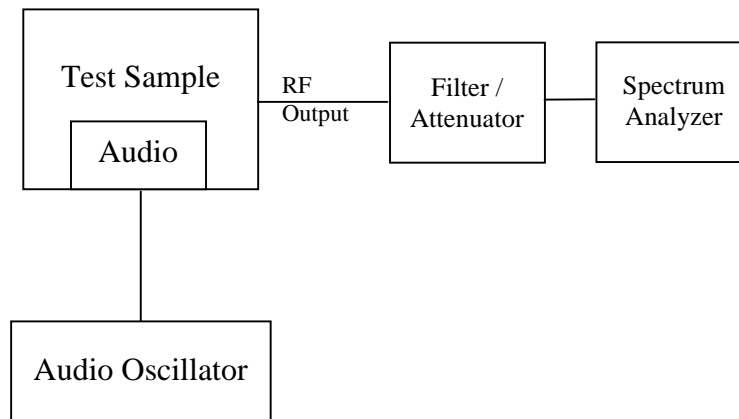 Test Sample
Audio
RF
Output
Filter /
Attenuator
Spectrum
Analyzer
Audio Oscillator